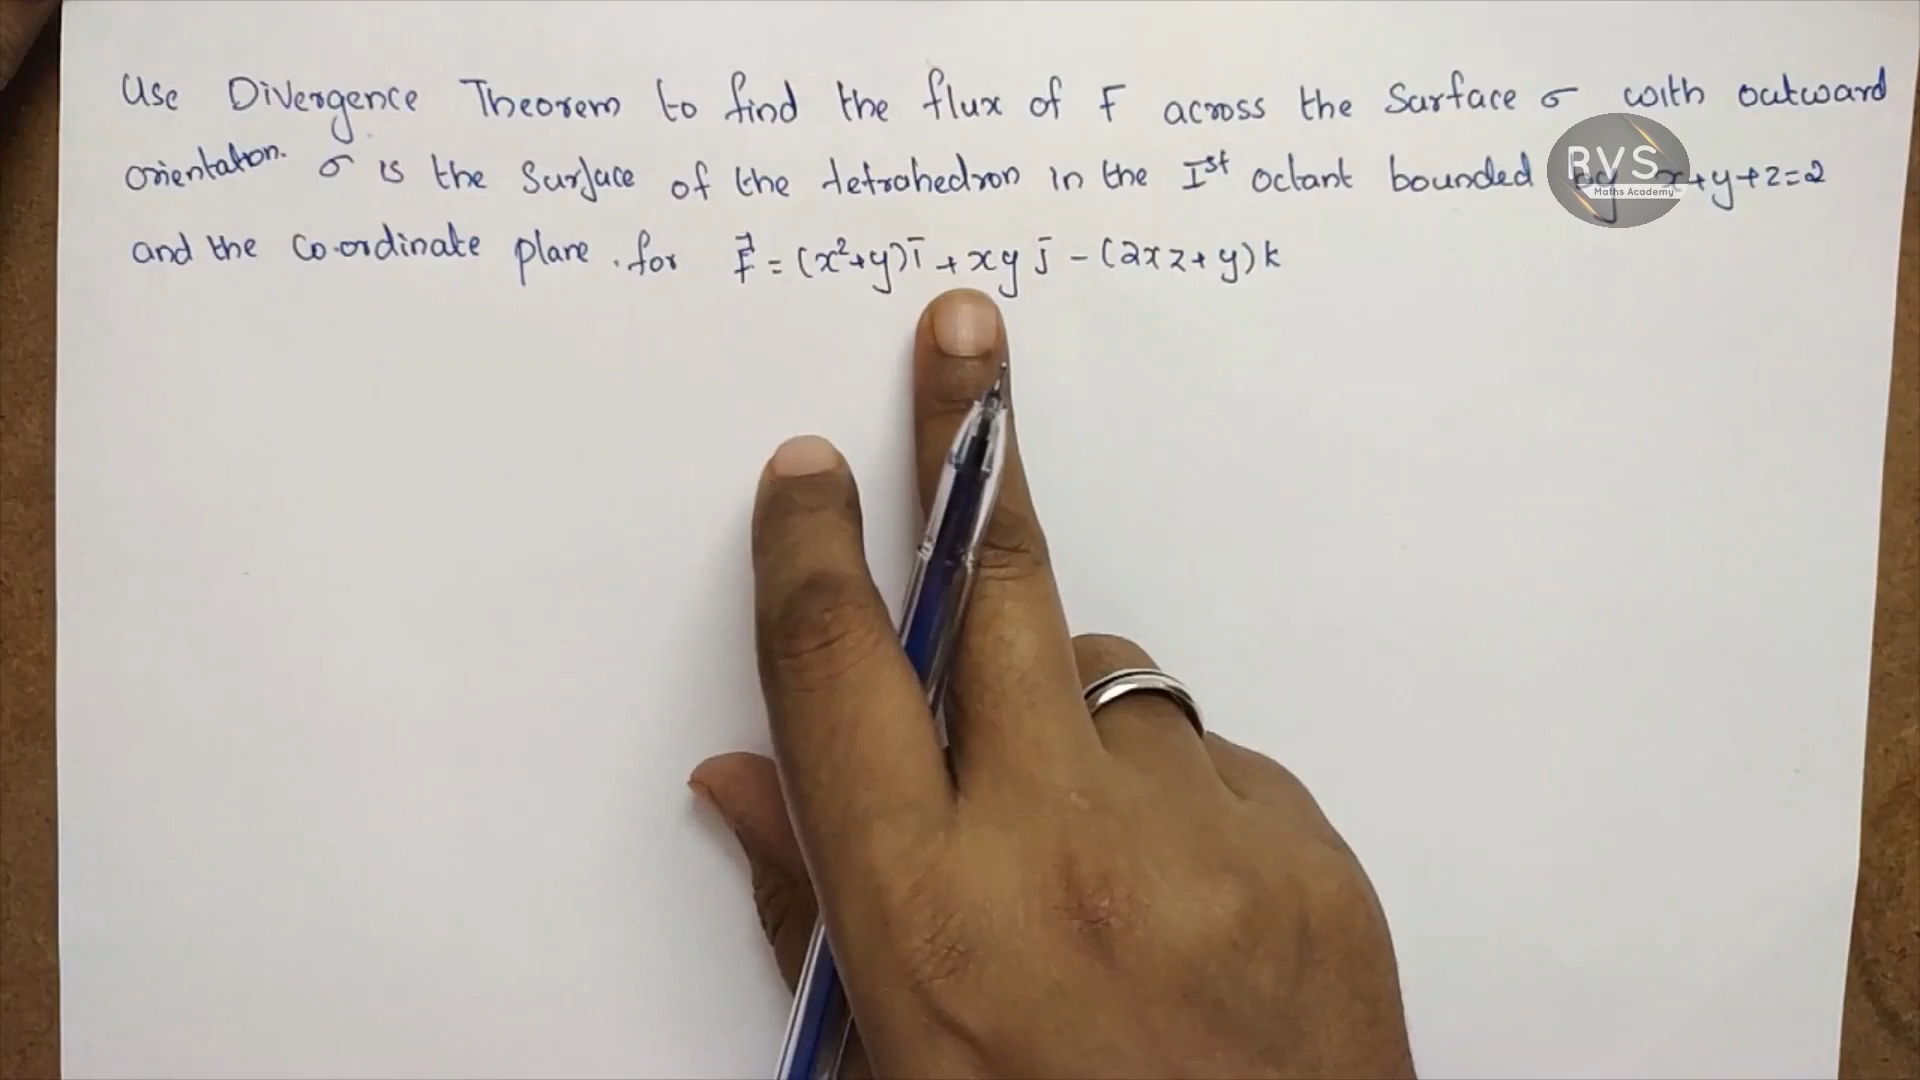 Use Divergence Theorem to find the flux of F across the Surface σ with outward
orientation. σ is the Surface of the tetrahedron in the Iˢᵗ octant bounded by x+y+z=2
and the co.ordinate plane. for F⃗ = (x²+y)i̅ + xy j̅ - (2xz+y)k
RVS
Maths Academy